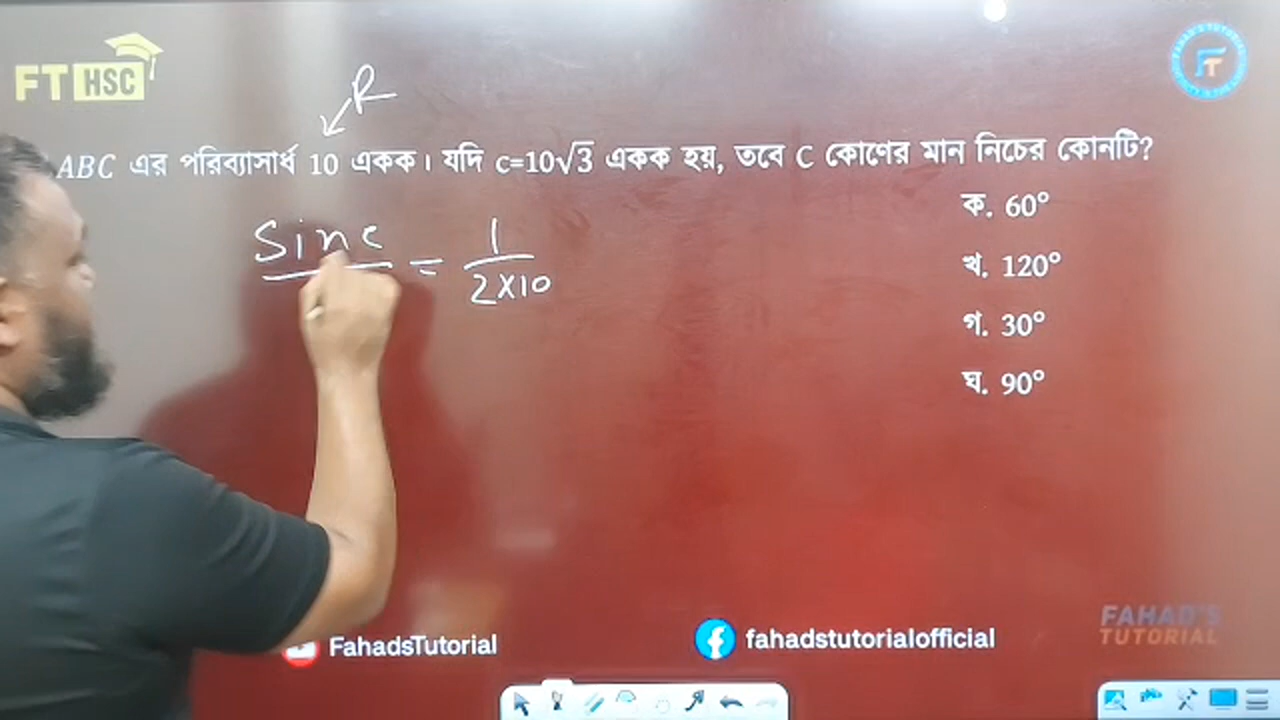 FT HSC
R
ABC এর পরিব্যাসার্ধ 10 একক। যদি c=10√3 একক হয়, তবে C কোণের মান নিচের কোনটি?
ক. 60°
খ. 120°
গ. 30°
ঘ. 90°
Sin c = 1/2×10
FahadsTutorial
fahadstutorialofficial
FAHAD'S
TUTORIAL